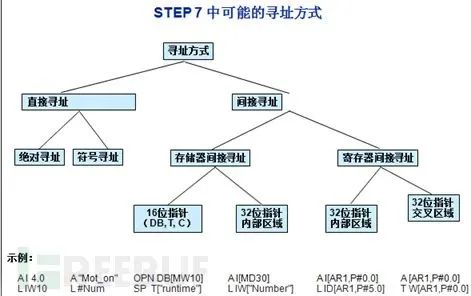 STEP 7 中可能的寻址方式
寻址方式
直接寻址
间接寻址
绝对寻址
符号寻址
存储器间接寻址
寄存器间接寻址
16位指针
(DB,T,C)
32位指针
内部区域
32位指针
内部区域
32位指针
交叉区域
示例：
A I 4.0 A "Mot_on" OPN DB[MW10] A I[MD30] A I[AR1,P#0.0] A [AR1,P#0.0]
L IW10 L #Num SP T["runtime"] L IW["Number"] L ID[AR1,P#5.0] T W[AR1,P#0.0]
REEBUF